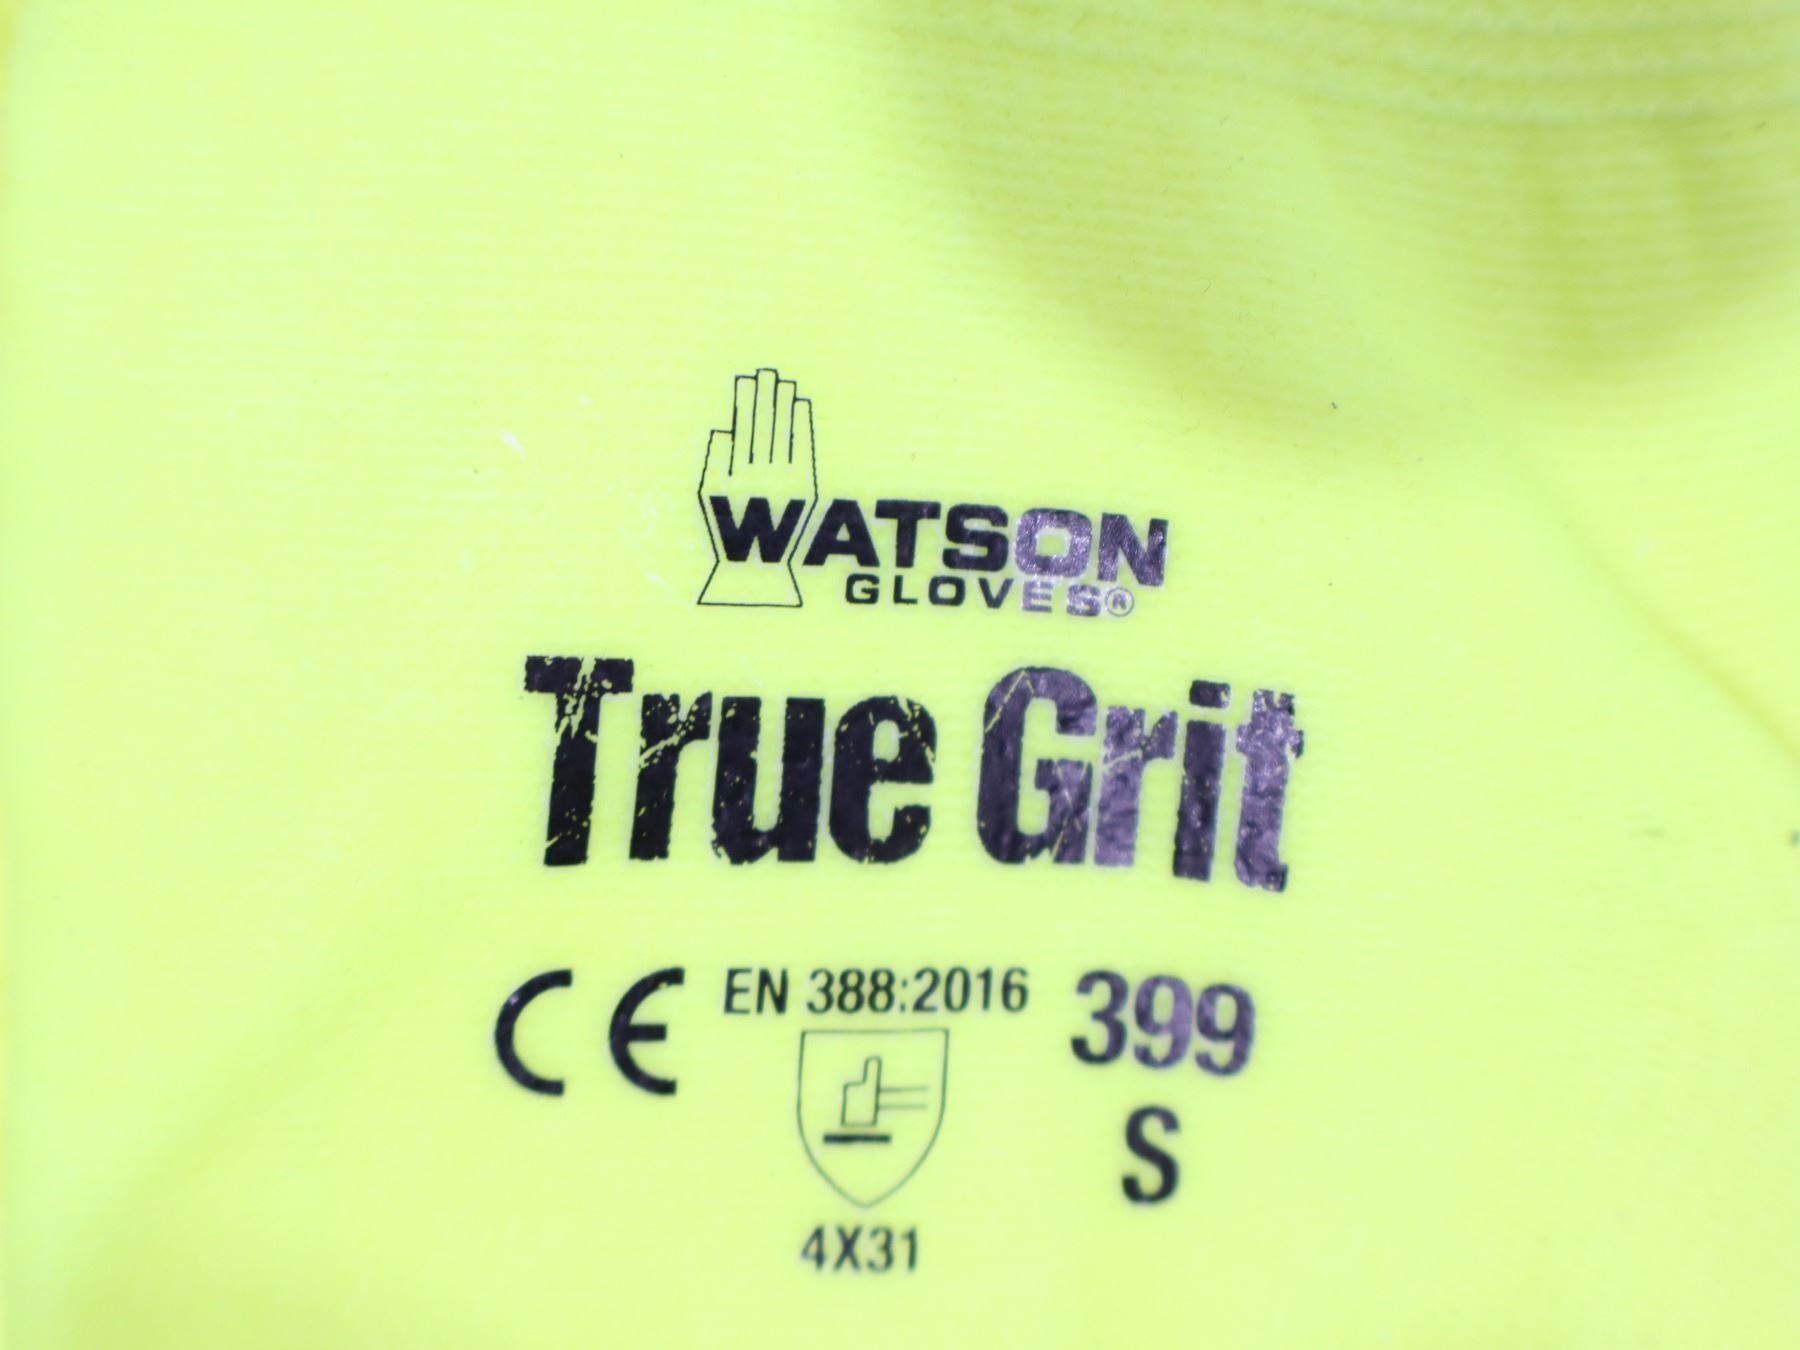 WATSON
GLOVES®
True Grit
CE EN 388:2016 399
S
4X31